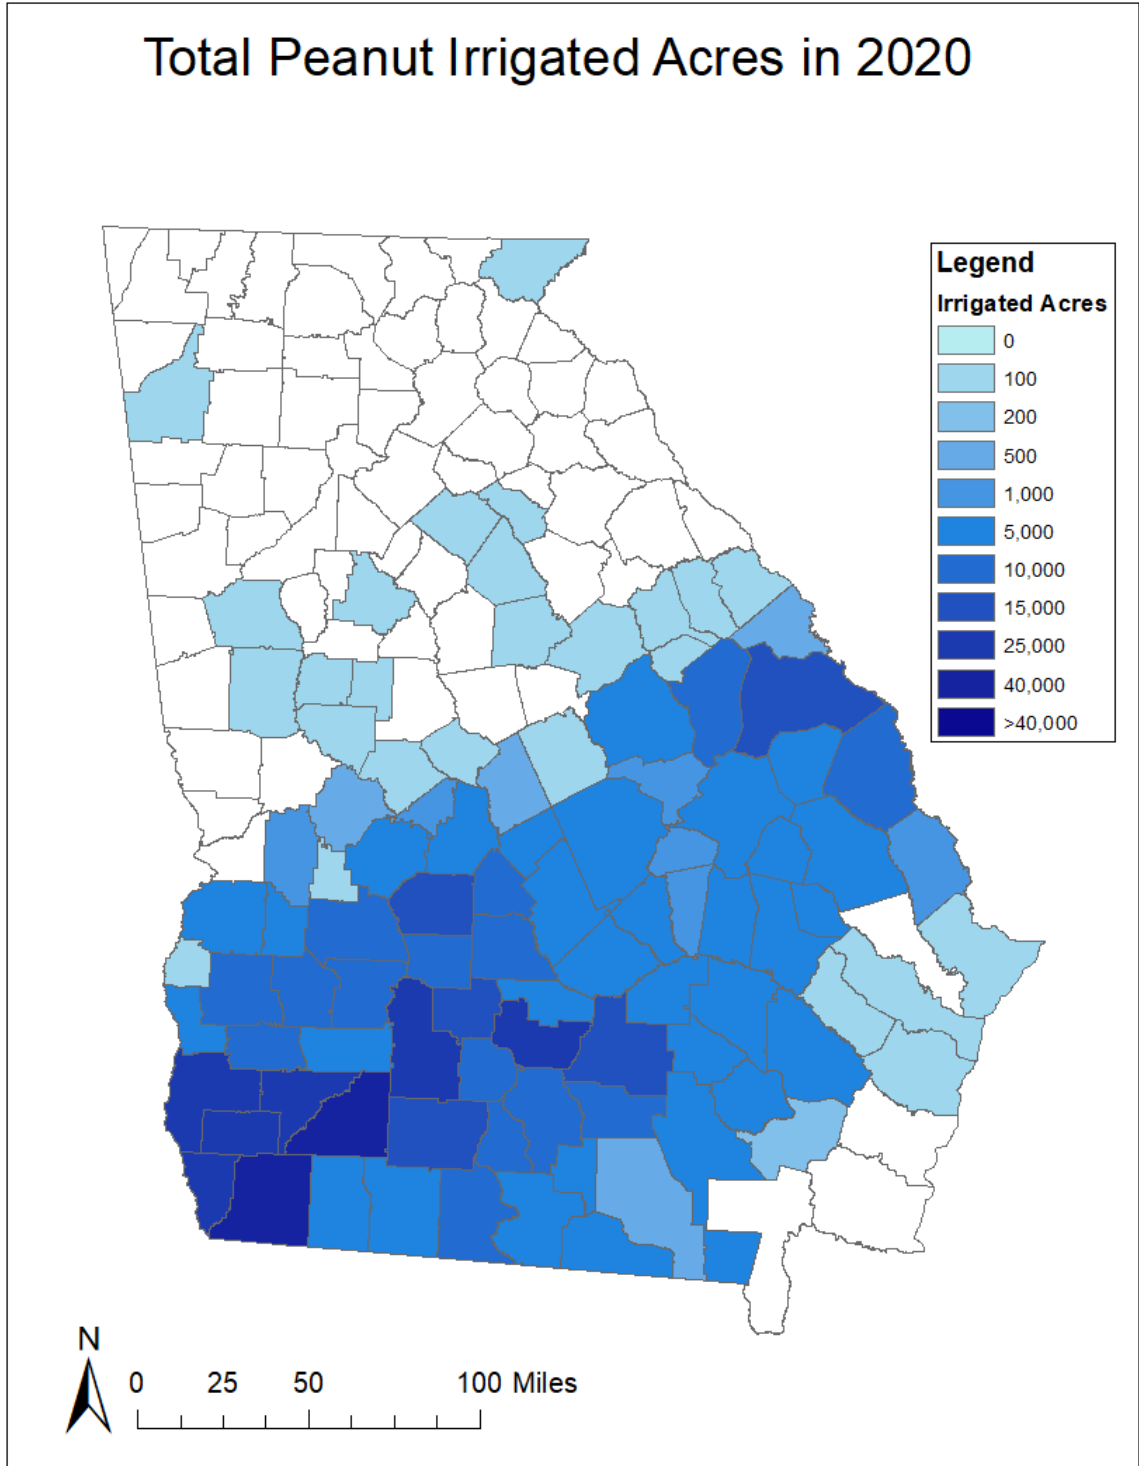 Total Peanut Irrigated Acres in 2020
Legend
Irrigated Acres
0
100
200
500
1,000
5,000
10,000
15,000
25,000
40,000
>40,000
N
0 25 50 100 Miles